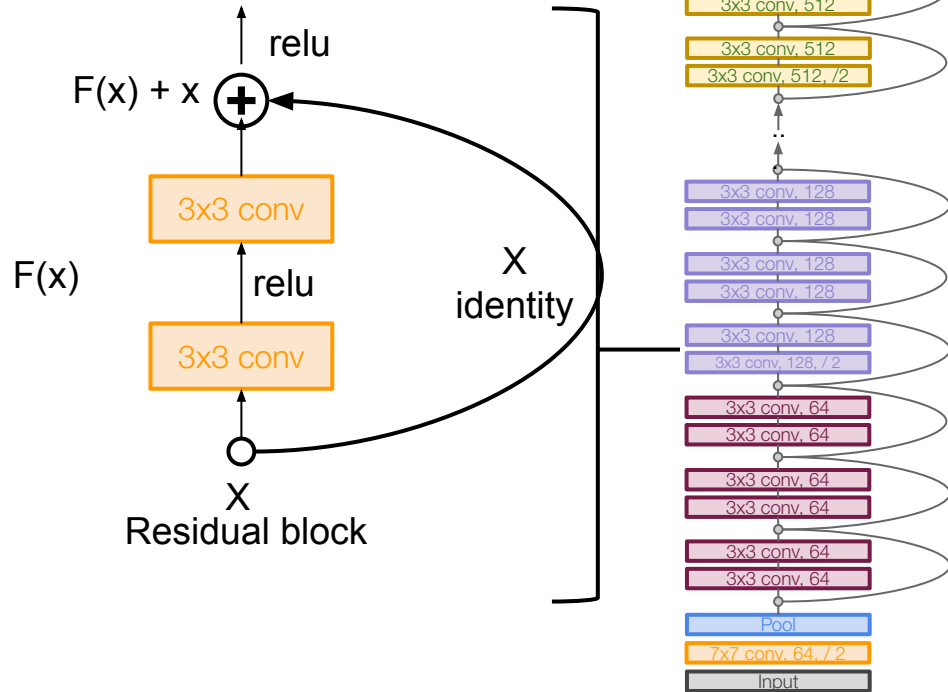 relu
F(x) + x
3x3 conv
F(x)
relu
X
identity
3x3 conv
X
Residual block
3x3 conv, 512
3x3 conv, 512
3x3 conv, 512, /2
..
3x3 conv, 128
3x3 conv, 128
3x3 conv, 128
3x3 conv, 128
3x3 conv, 128
3x3 conv, 128, / 2
3x3 conv, 64
3x3 conv, 64
3x3 conv, 64
3x3 conv, 64
3x3 conv, 64
3x3 conv, 64
Pool
7x7 conv, 64, / 2
Input